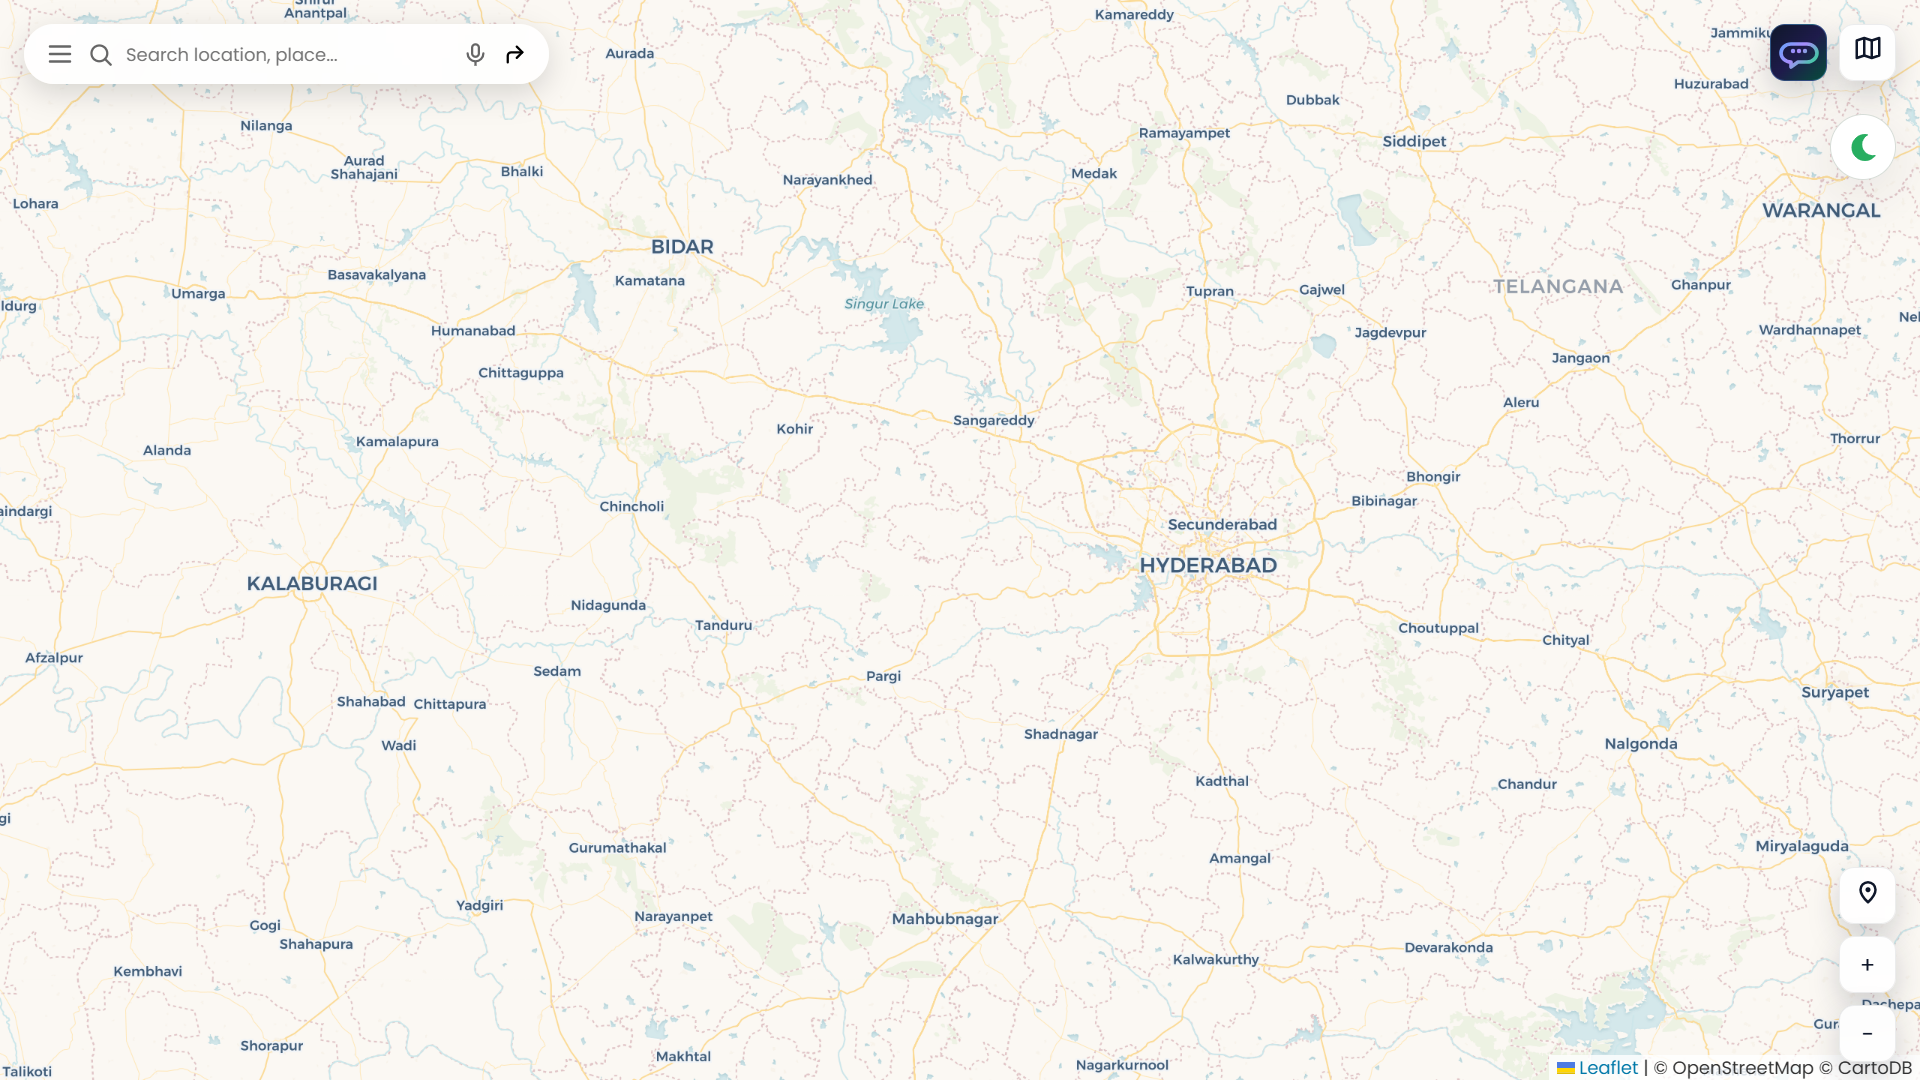 Anantpal
Kamareddy
Search location, place...
Aurada
Huzurabad
Dubbak
Nilanga
Ramayampet
Siddipet
Aurad
Shahajani
Bhalki
Narayankhed
Medak
Lohara
WARANGAL
BIDAR
Basavakalyana
Kamatana
Umarga
Singur Lake
Tupran
Gajwel
TELANGANA
Ghanpur
Humanabad
Jagdevpur
Wardhannapet
Chittaguppa
Jangaon
Aleru
Sangareddy
Kohir
Alanda
Kamalapura
Thorrur
Bhongir
Bibinagar
Chincholi
Secunderabad
HYDERABAD
KALABURAGI
Nidagunda
Tanduru
Choutuppal
Chityal
Afzalpur
Sedam
Pargi
Shahabad
Chittapura
Suryapet
Wadi
Shadnagar
Nalgonda
Kadthal
Chandur
Gurumathakal
Amangal
Miryalaguda
Yadgiri
Narayanpet
Mahbubnagar
Gogi
Shahapura
Devarakonda
Kalwakurthy
Kembhavi
+
Dachepa
Shorapur
−
Makhtal
Nagarkurnool
Talikoti
Leaflet | © OpenStreetMap © CartoDB